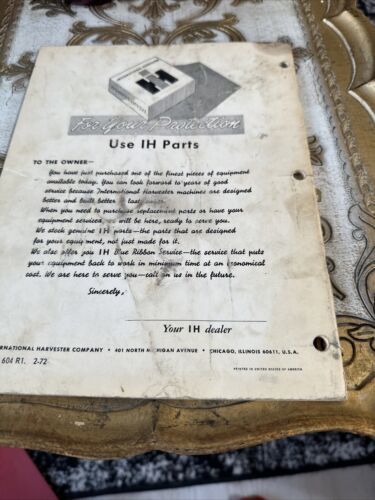 IH
For Your Protection
Use IH Parts
TO THE OWNER—
You have just purchased one of the finest pieces of equipment
available today. You can look forward to years of good
service because International Harvester machines are designed
better and built better to last longer.
When you need to purchase replacement parts or have your
equipment serviced, we will be here, ready to serve you.
We stock genuine IH parts—the parts that are designed
for your equipment, not just made for it.
We also offer you IH Blue Ribbon Service—the service that puts
your equipment back to work in minimum time at an economical
cost. We are here to serve you—call on us in the future.
Sincerely,
Your IH dealer
INTERNATIONAL HARVESTER COMPANY • 401 NORTH MICHIGAN AVENUE • CHICAGO, ILLINOIS 60611, U.S.A.
604 R1. 2-72
PRINTED IN UNITED STATES OF AMERICA